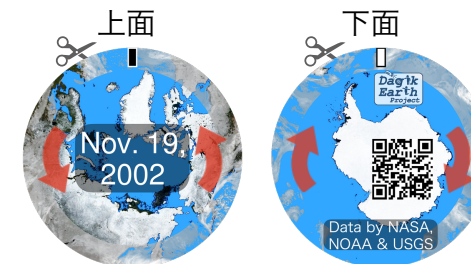 上面
下面
Nov. 19,
2002
Dagik
Earth
Project
Data by NASA,
NOAA & USGS